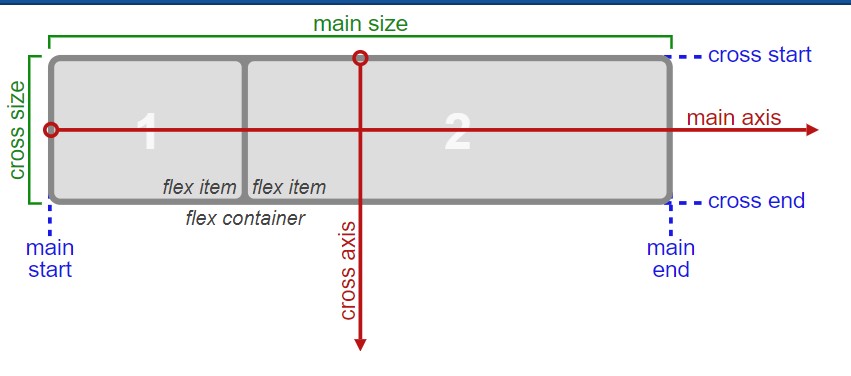 main size
cross start
cross size
1
2
main axis
flex item
flex item
cross end
flex container
main
start
cross axis
main
end